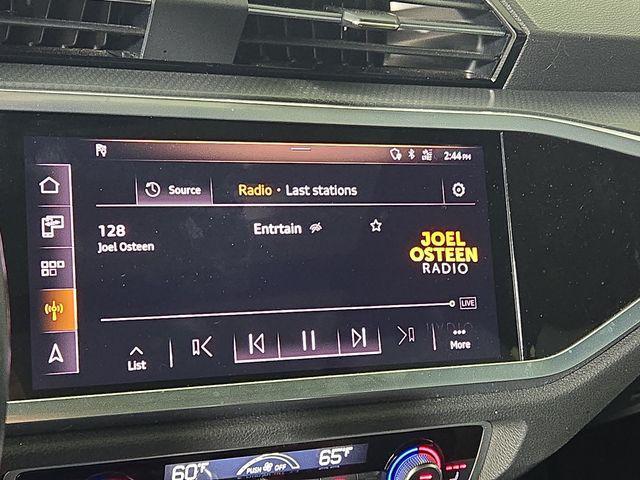 2:44 PM
Source
Radio • Last stations
128
Entrtain
Joel Osteen
JOEL
OSTEEN
RADIO
LIVE
List
More
60°F
PUSH OFF
65°F